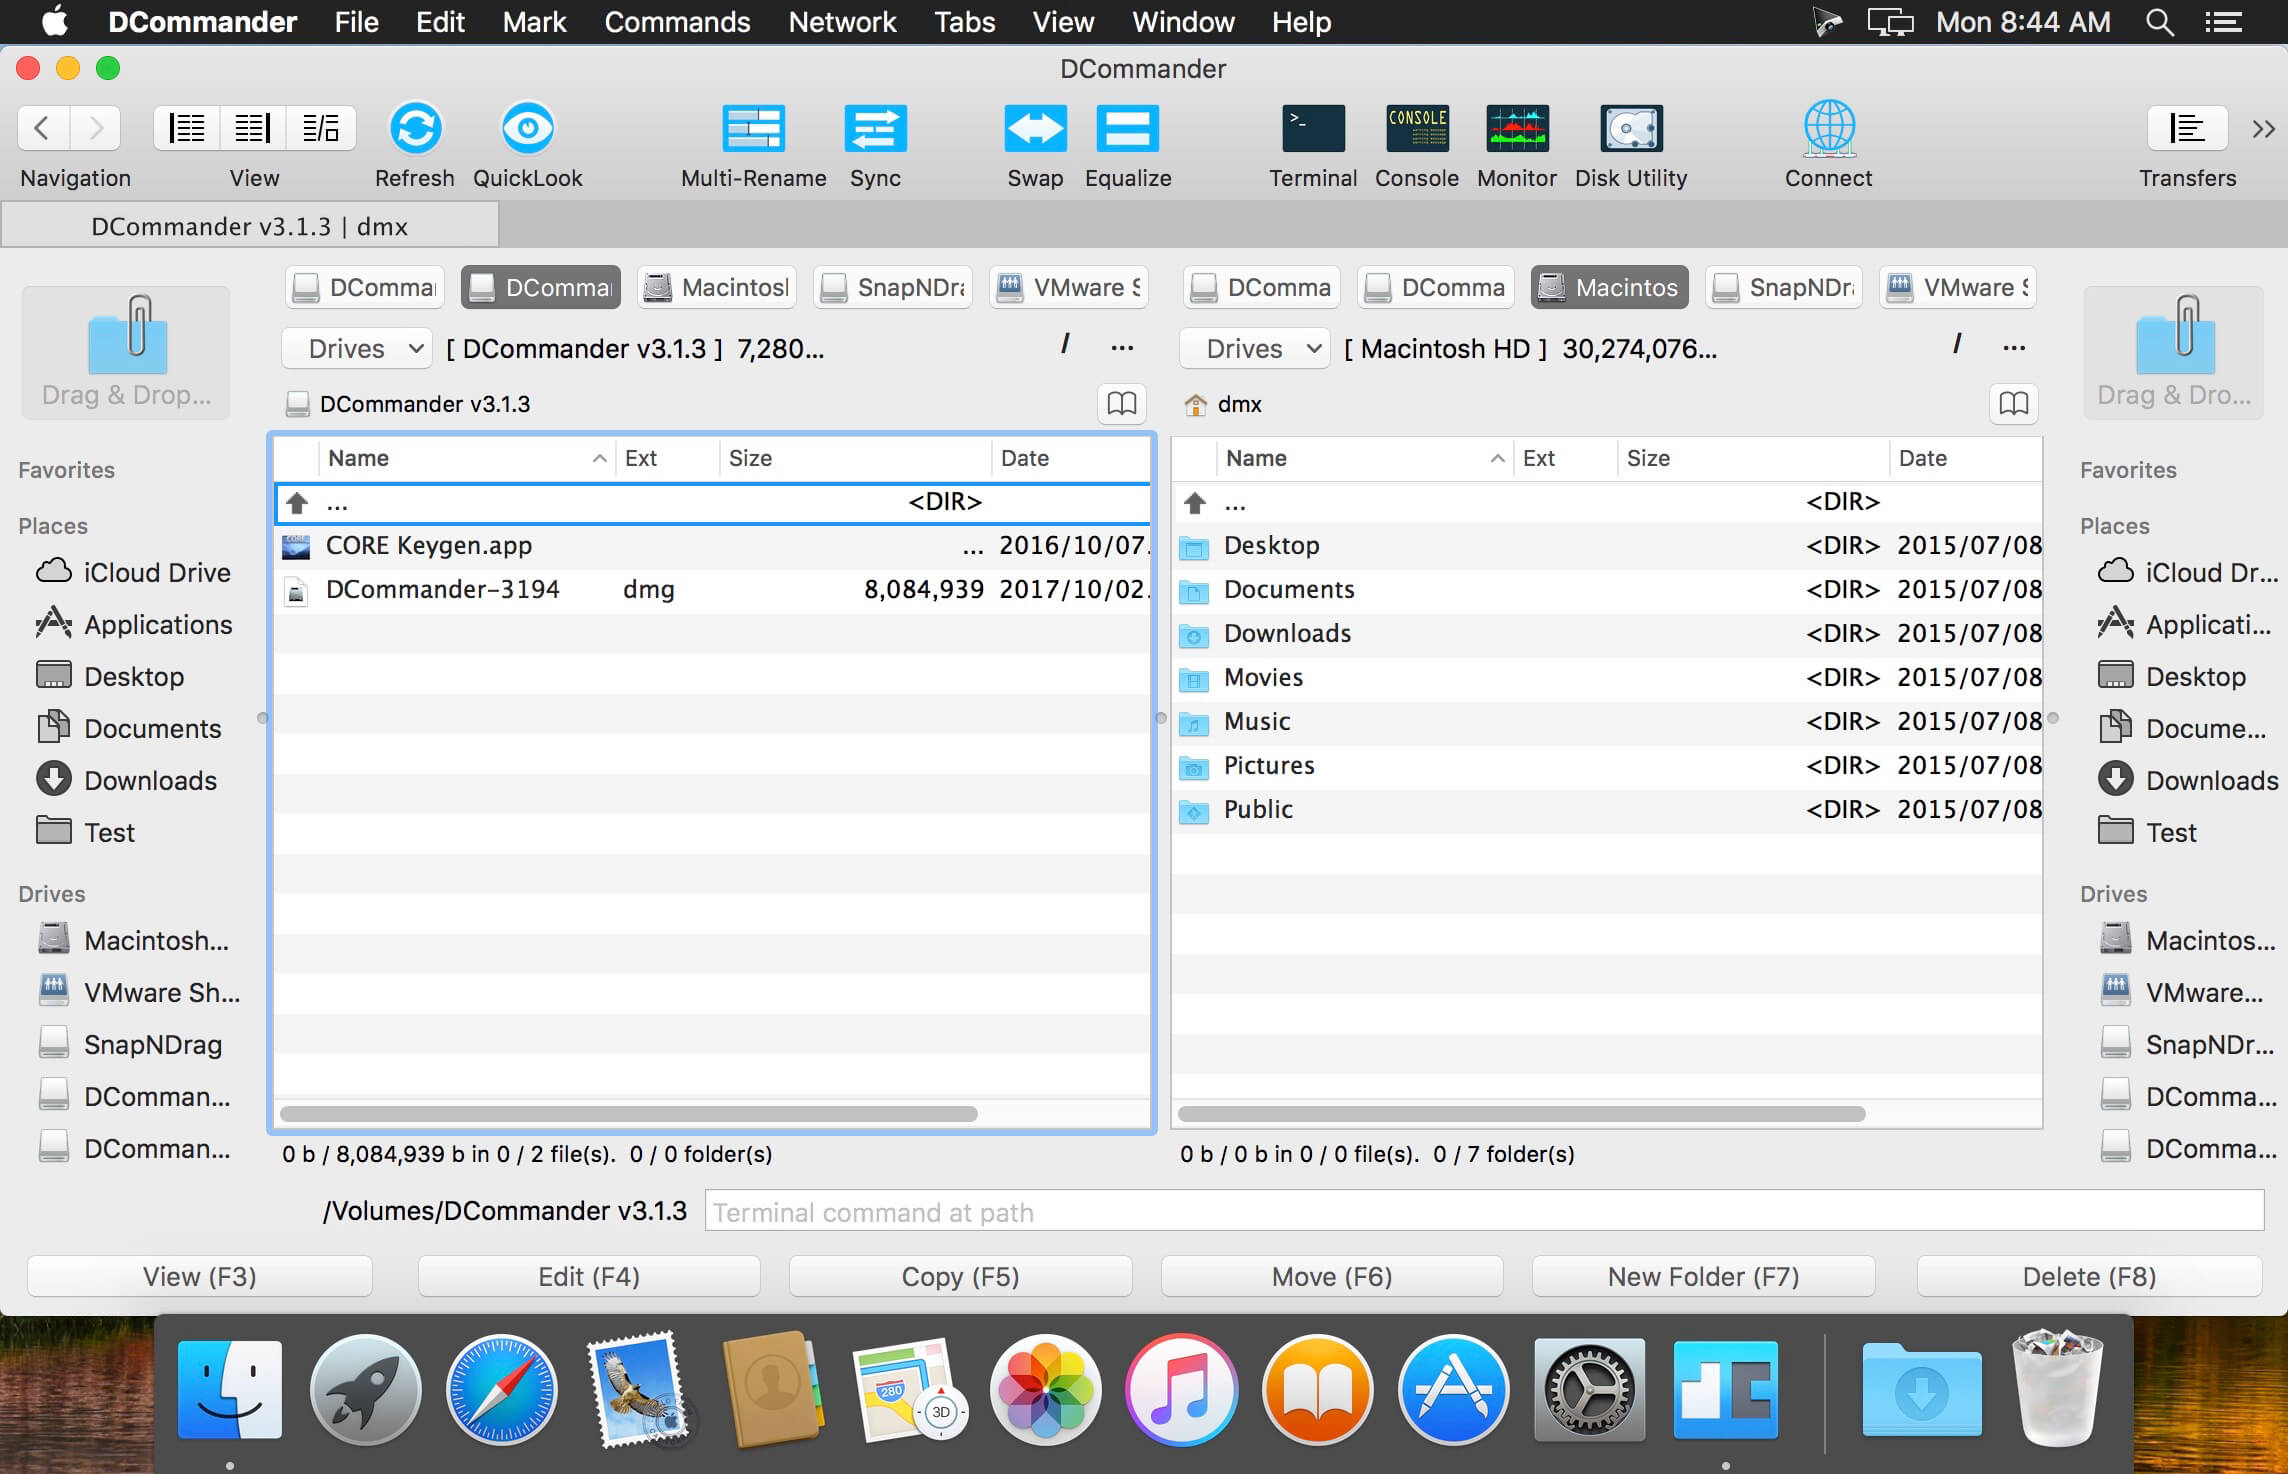 DCommander File Edit Mark Commands Network Tabs View Window Help Mon 8:44 AM
DCommander
Navigation View Refresh QuickLook Multi-Rename Sync Swap Equalize Terminal Console Monitor Disk Utility Connect Transfers
CONSOLE
DCommander v3.1.3 | dmx
Drag & Drop...
Favorites
Places
iCloud Drive
Applications
Desktop
Documents
Downloads
Test
Drives
Macintosh...
VMware Sh...
SnapNDrag
DComman...
DComman...
DComma DComma Macintosl SnapNDra VMware S
Drives [ DCommander v3.1.3 ] 7,280... / ...
DCommander v3.1.3
Name Ext Size Date
... <DIR>
CORE Keygen.app ... 2016/10/07.
DCommander-3194 dmg 8,084,939 2017/10/02.
0 b / 8,084,939 b in 0 / 2 file(s). 0 / 0 folder(s)
DComma DComma Macintos SnapNDra VMware S
Drives [ Macintosh HD ] 30,274,076... / ...
dmx
Name Ext Size Date
... <DIR>
Desktop <DIR> 2015/07/08
Documents <DIR> 2015/07/08
Downloads <DIR> 2015/07/08
Movies <DIR> 2015/07/08
Music <DIR> 2015/07/08
Pictures <DIR> 2015/07/08
Public <DIR> 2015/07/08
0 b / 0 b in 0 / 0 file(s). 0 / 7 folder(s)
Drag & Dro...
Favorites
Places
iCloud Dr...
Applicati...
Desktop
Docume...
Downloads
Test
Drives
Macintos...
VMware...
SnapNDr...
DComma...
DComma...
/Volumes/DCommander v3.1.3 Terminal command at path
View (F3) Edit (F4) Copy (F5) Move (F6) New Folder (F7) Delete (F8)
280
3D